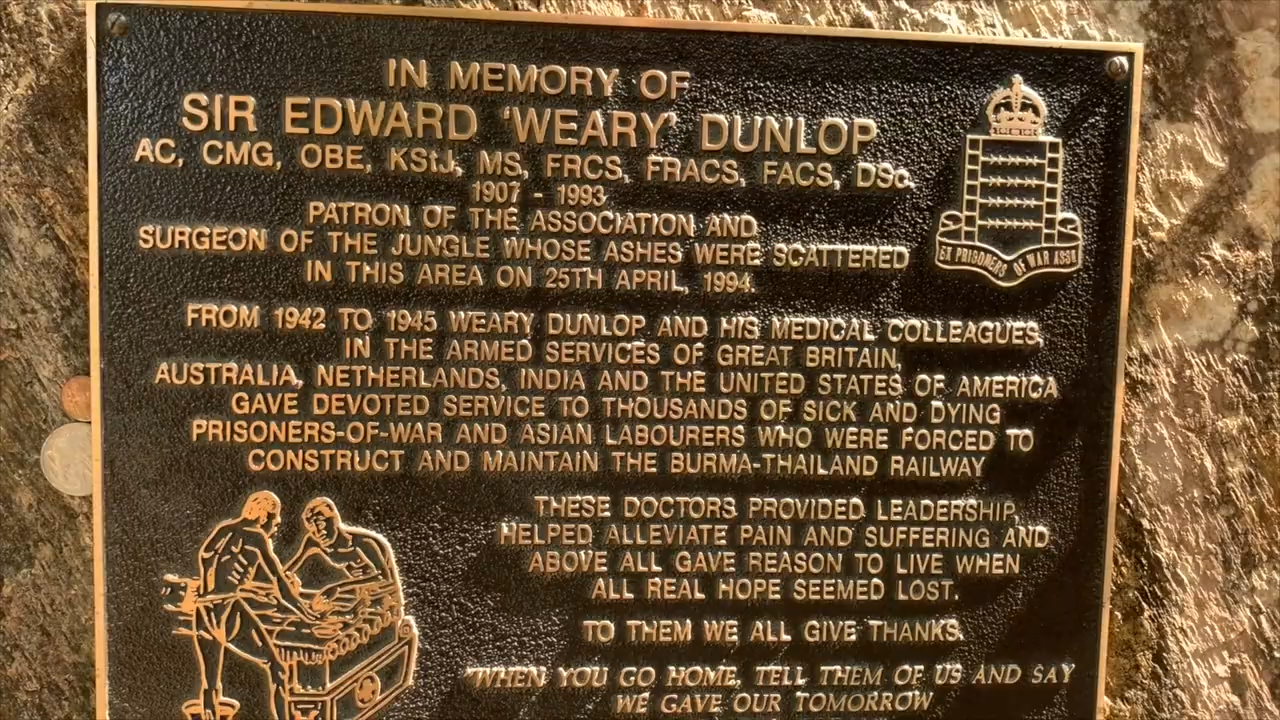 IN MEMORY OF
SIR EDWARD 'WEARY' DUNLOP
AC, CMG, OBE, KStJ, MS, FRCS, FRACS, FACS, DSc.
1907 - 1993
PATRON OF THE ASSOCIATION AND
SURGEON OF THE JUNGLE WHOSE ASHES WERE SCATTERED
IN THIS AREA ON 25TH APRIL, 1994.
EX PRISONERS OF WAR ASSN
FROM 1942 TO 1945 WEARY DUNLOP AND HIS MEDICAL COLLEAGUES,
IN THE ARMED SERVICES OF GREAT BRITAIN,
AUSTRALIA, NETHERLANDS, INDIA AND THE UNITED STATES OF AMERICA
GAVE DEVOTED SERVICE TO THOUSANDS OF SICK AND DYING
PRISONERS-OF-WAR AND ASIAN LABOURERS WHO WERE FORCED TO
CONSTRUCT AND MAINTAIN THE BURMA-THAILAND RAILWAY
THESE DOCTORS PROVIDED LEADERSHIP,
HELPED ALLEVIATE PAIN AND SUFFERING AND
ABOVE ALL GAVE REASON TO LIVE WHEN
ALL REAL HOPE SEEMED LOST.
TO THEM WE ALL GIVE THANKS.
"WHEN YOU GO HOME, TELL THEM OF US AND SAY
WE GAVE OUR TOMORROW